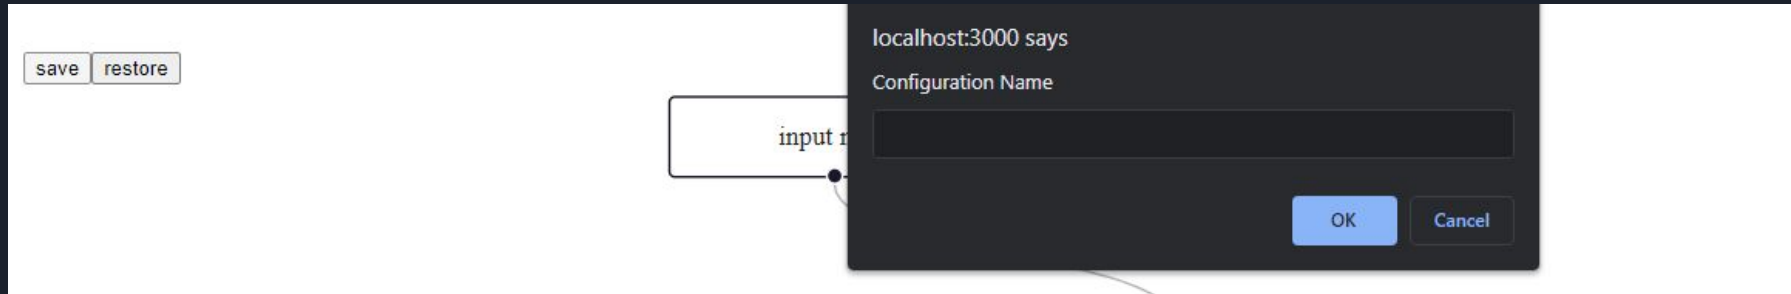 save restore
input
localhost:3000 says
Configuration Name
OK Cancel